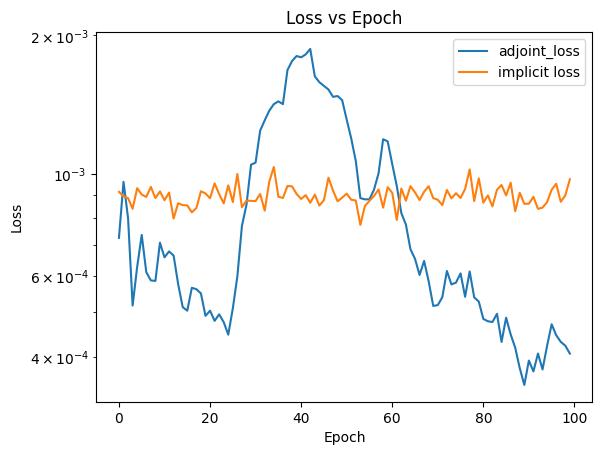 Loss vs Epoch
adjoint_loss
implicit loss
2 × 10⁻³
10⁻³
6 × 10⁻⁴
4 × 10⁻⁴
Loss
0 20 40 60 80 100
Epoch